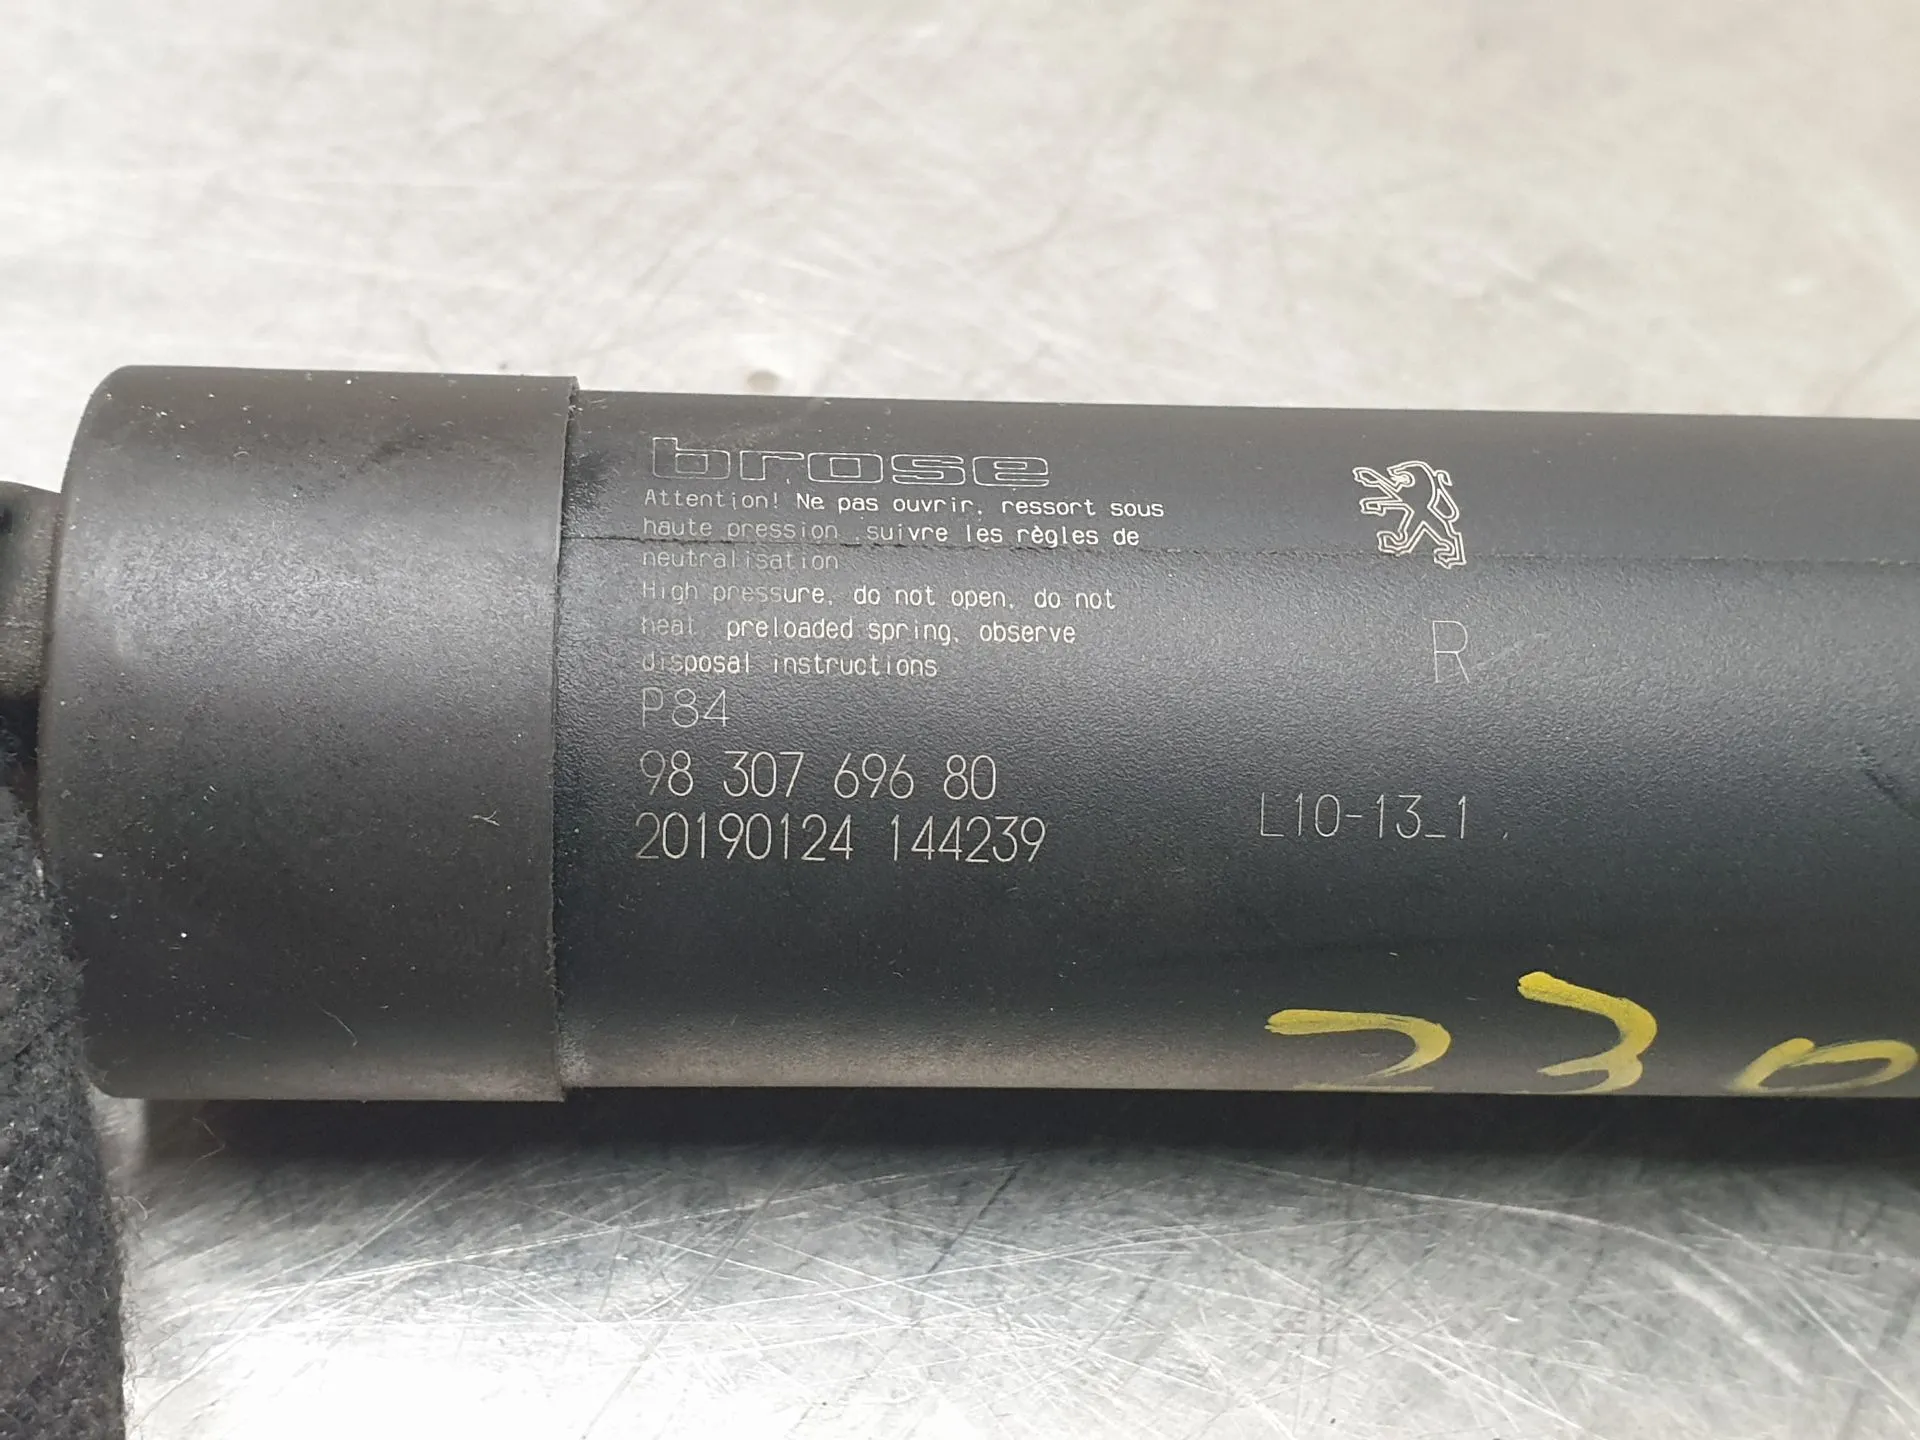 brose
Attention! Ne pas ouvrir, ressort sous
haute pression ,suivre les règles de
neutralisation
High pressure, do not open, do not
heat, preloaded spring, observe
disposal instructions
P84
98 307 696 80
20190124 144239
R
L10-13_1
230